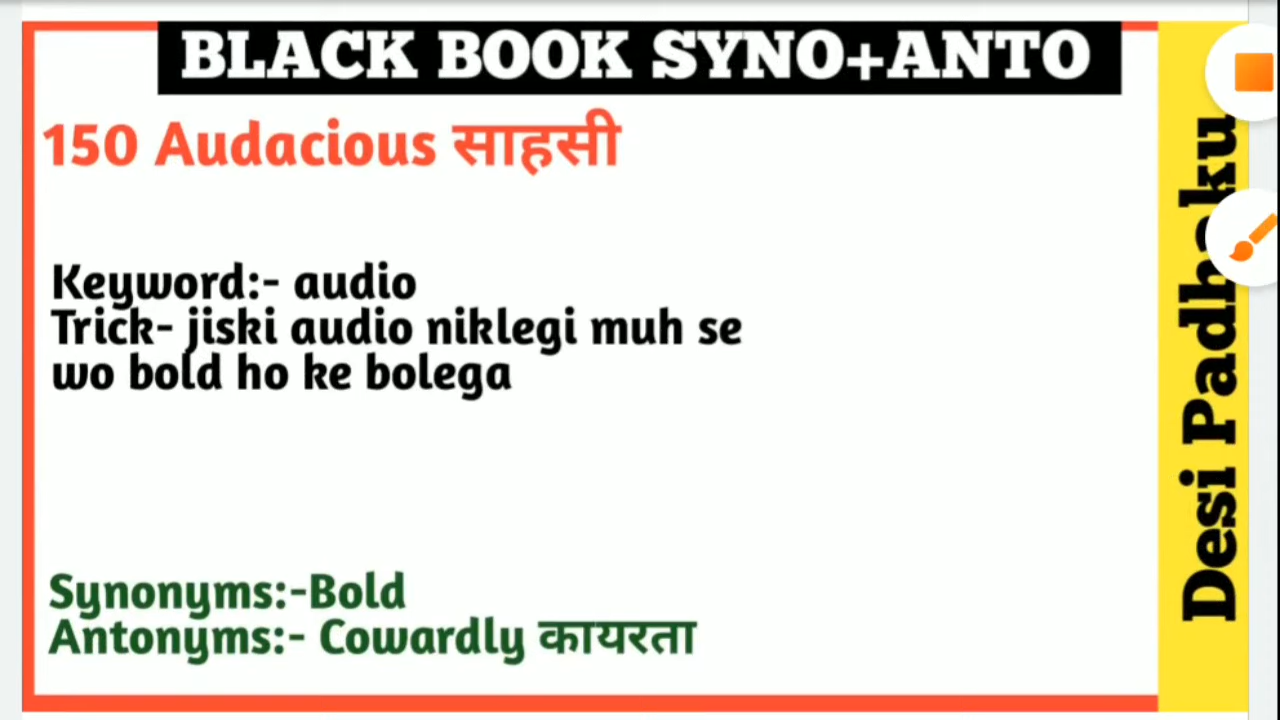 BLACK BOOK SYNO+ANTO
150 Audacious साहसी
Keyword:- audio
Trick- jiski audio niklegi muh se
wo bold ho ke bolega
Synonyms:-Bold
Antonyms:- Cowardly कायरता
Desi Padhaku